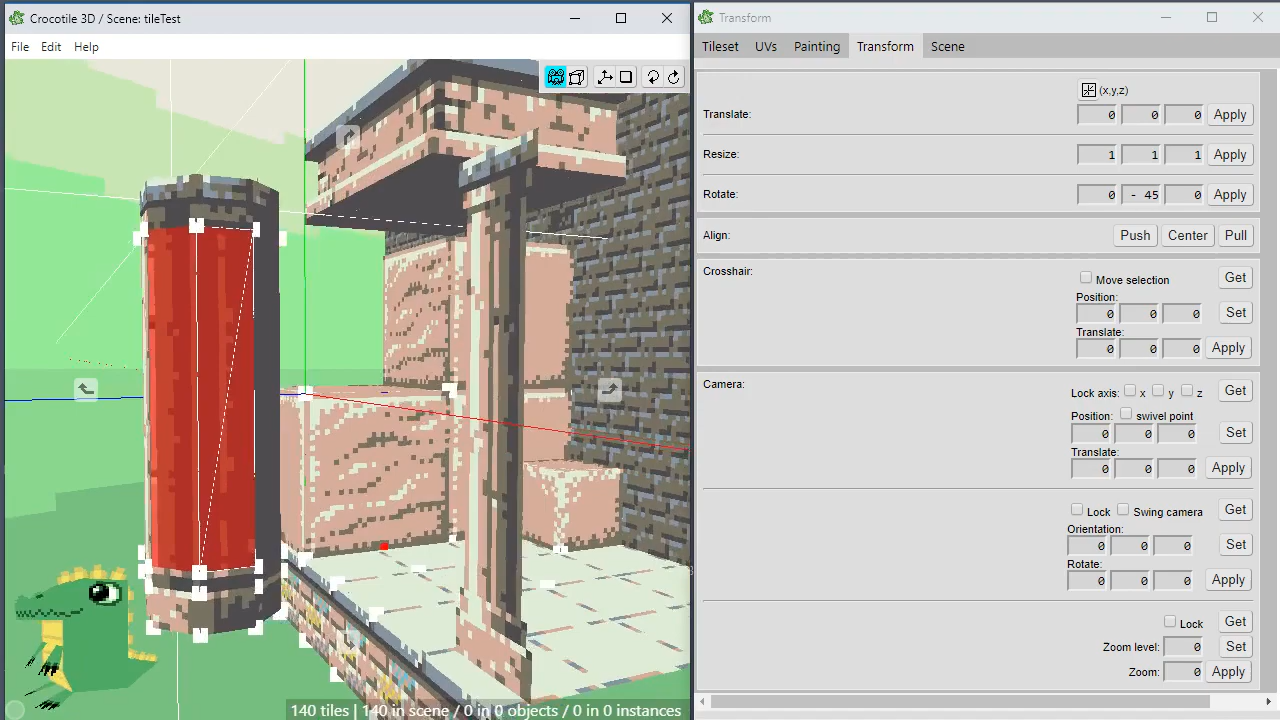 Crocotile 3D / Scene: tileTest
File Edit Help
140 tiles | 140 in scene / 0 in 0 objects / 0 in 0 instances
Transform
Tileset UVs Painting Transform Scene
(x,y,z)
Translate: 0 0 0 Apply
Resize: 1 1 1 Apply
Rotate: 0 - 45 0 Apply
Align: Push Center Pull
Crosshair: Move selection Get
Position:
0 0 0 Set
Translate:
0 0 0 Apply
Camera: Lock axis: x y z Get
Position: swivel point
0 0 0 Set
Translate:
0 0 0 Apply
Lock Swing camera Get
Orientation:
0 0 0 Set
Rotate:
0 0 0 Apply
Lock Get
Zoom level: 0 Set
Zoom: 0 Apply